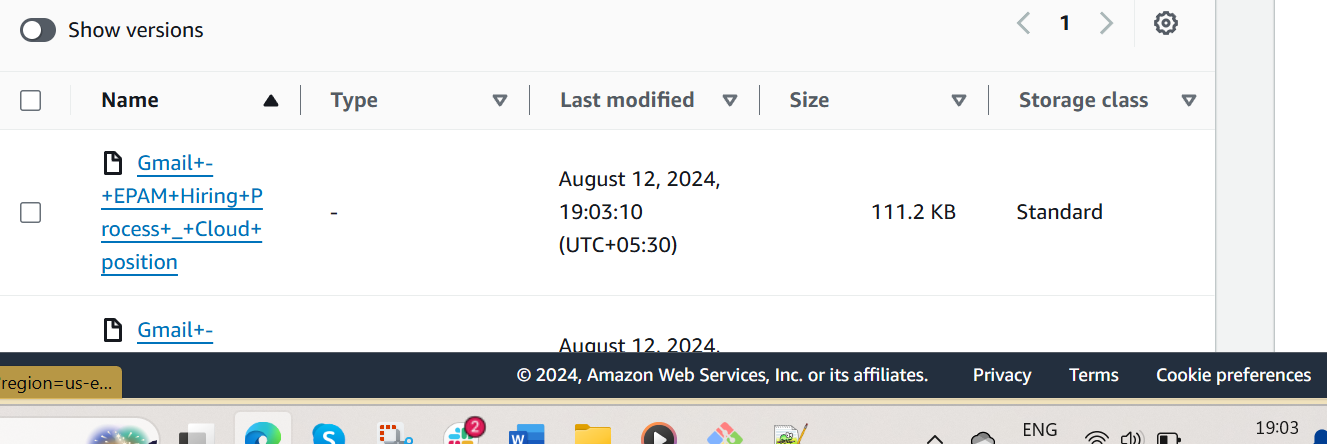 Show versions
1
Name
Type
Last modified
Size
Storage class
Gmail+-
+EPAM+Hiring+P
rocess+_+Cloud+
position
-
August 12, 2024,
19:03:10
(UTC+05:30)
111.2 KB
Standard
Gmail+-
August 12, 2024,
region=us-e...
© 2024, Amazon Web Services, Inc. or its affiliates.
Privacy
Terms
Cookie preferences
S
2
W
ENG
19:03